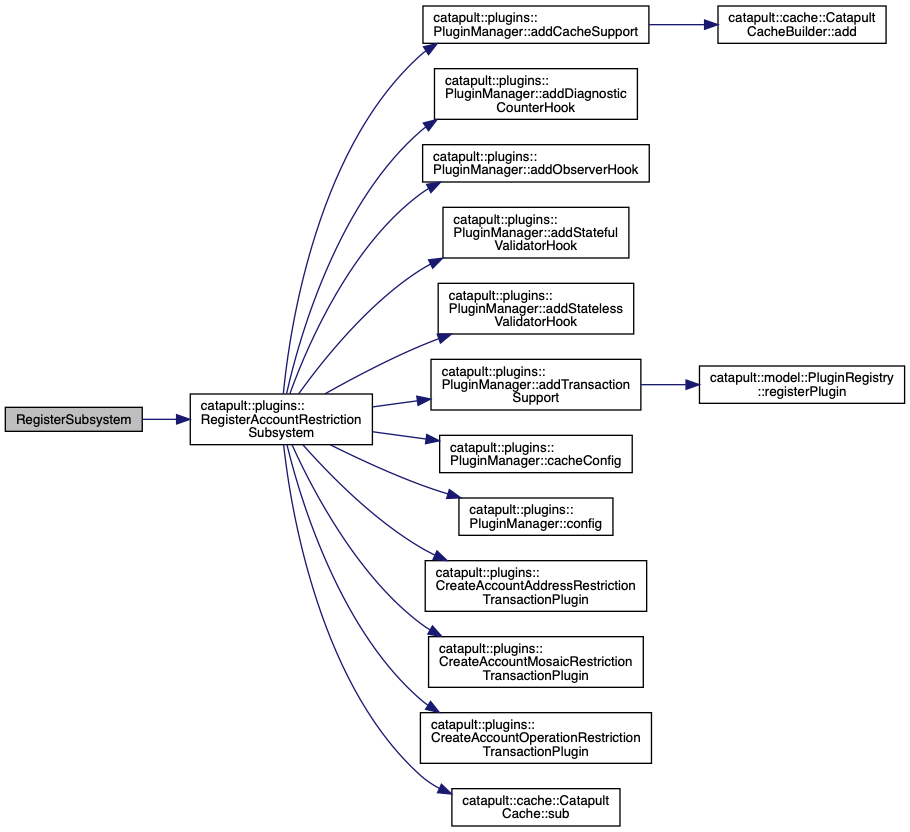 catapult::plugins::
PluginManager::addCacheSupport
catapult::cache::Catapult
CacheBuilder::add
catapult::plugins::
PluginManager::addDiagnostic
CounterHook
catapult::plugins::
PluginManager::addObserverHook
catapult::plugins::
PluginManager::addStateful
ValidatorHook
catapult::plugins::
PluginManager::addStateless
ValidatorHook
catapult::plugins::
PluginManager::addTransaction
Support
catapult::model::PluginRegistry
::registerPlugin
RegisterSubsystem
catapult::plugins::
RegisterAccountRestriction
Subsystem
catapult::plugins::
PluginManager::cacheConfig
catapult::plugins::
PluginManager::config
catapult::plugins::
CreateAccountAddressRestriction
TransactionPlugin
catapult::plugins::
CreateAccountMosaicRestriction
TransactionPlugin
catapult::plugins::
CreateAccountOperationRestriction
TransactionPlugin
catapult::cache::Catapult
Cache::sub